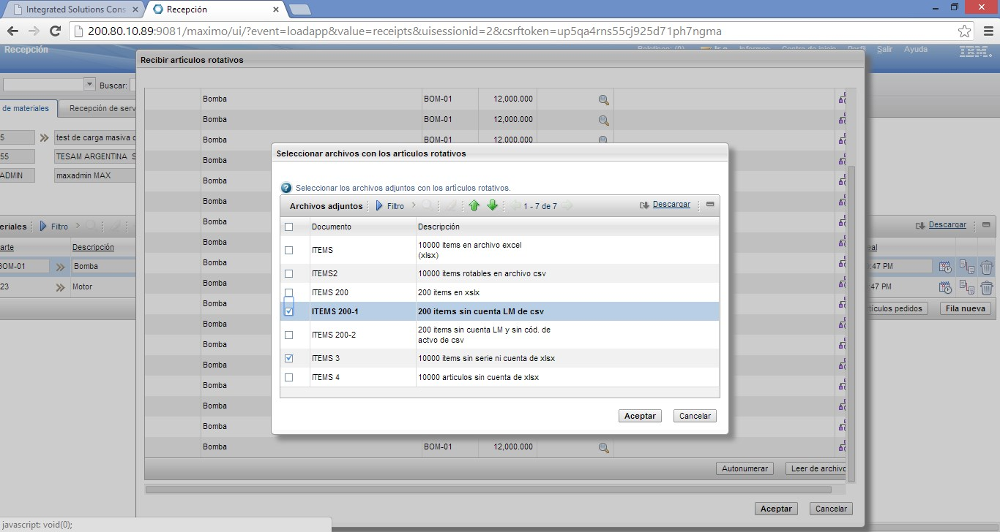 Integrated Solutions Cons
Recepción
200.80.10.89:9081/maximo/ui/?event=loadapp&value=receipts&uisessionid=2&csrftoken=up5qa4rns55cj925d71ph7ngma
Recepción
Salir
Ayuda
IBM.
Recibir artículos rotativos
Buscar:
de materiales
Recepción de serv
5
test de carga masiva
55
TESAM ARGENTINA S
ADMIN
maxadmin MAX
Bomba BOM-01 12,000.000
Bomba BOM-01 12,000.000
Bomba BOM-01 12,000.000
Bomba
Bomba
Bomba
Bomba
Bomba
Bomba
Bomba
Bomba
Bomba
Bomba
Bomba
Bomba
Bomba
Bomba
Bomba BOM-01 12,000.000
Autonumerar
Leer de archivo
Aceptar
Cancelar
Seleccionar archivos con los artículos rotativos
Seleccionar los archivos adjuntos con los artículos rotativos.
Archivos adjuntos
Filtro
1 - 7 de 7
Descargar
Documento Descripción
ITEMS 10000 items en archivo excel
(xlsx)
ITEMS2 10000 items rotables en archivo csv
ITEMS 200 200 items en xslx
ITEMS 200-1 200 items sin cuenta LM de csv
ITEMS 200-2 200 items sin cuenta LM y sin cód. de
actvo de csv
ITEMS 3 10000 items sin serie ni cuenta de xlsx
ITEMS 4 10000 articulos sin cuenta de xlsx
Aceptar
Cancelar
eriales
Filtro
Descargar
arte
Descripción
eal
BOM-01
Bomba
:47 PM
23
Motor
:47 PM
tículos pedidos
Fila nueva
javascript: void(0);